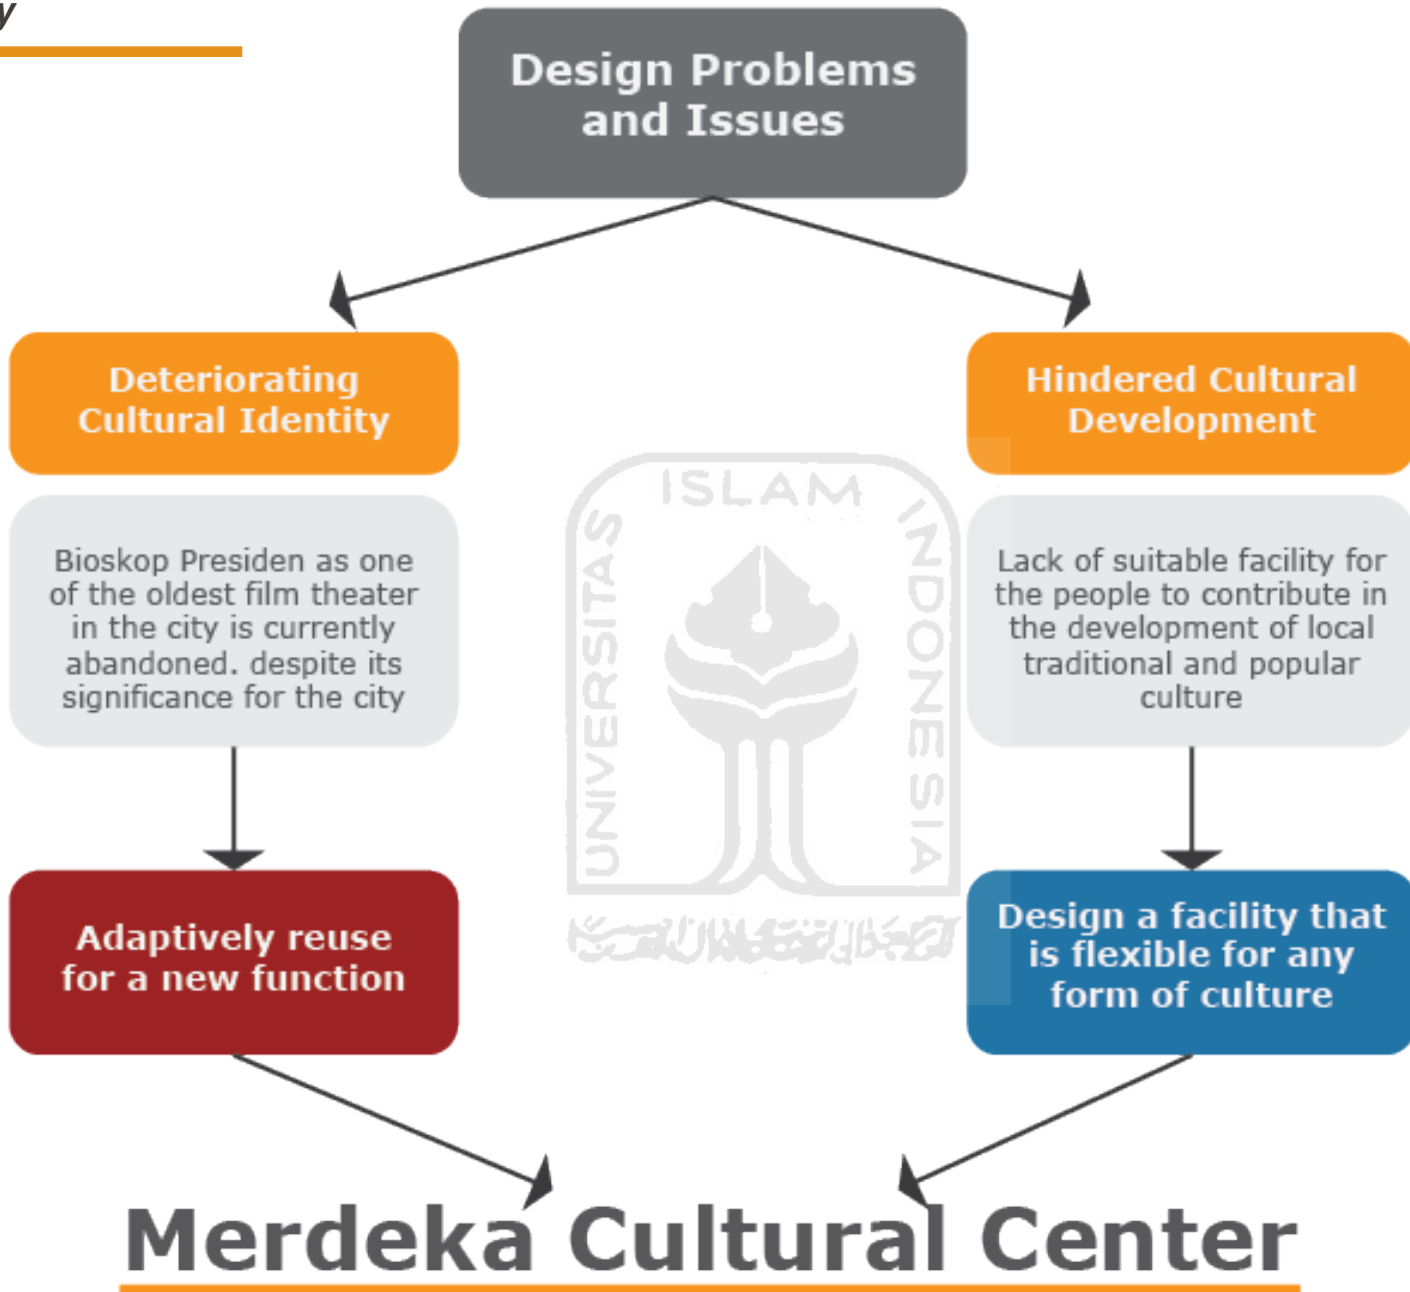 y
Design Problems
and Issues
Deteriorating
Cultural Identity
Bioskop Presiden as one
of the oldest film theater
in the city is currently
abandoned. despite its
significance for the city
Adaptively reuse
for a new function
Hindered Cultural
Development
Lack of suitable facility for
the people to contribute in
the development of local
traditional and popular
culture
Design a facility that
is flexible for any
form of culture
UNIVERSITAS
ISLAM
INDONESIA
Merdeka Cultural Center